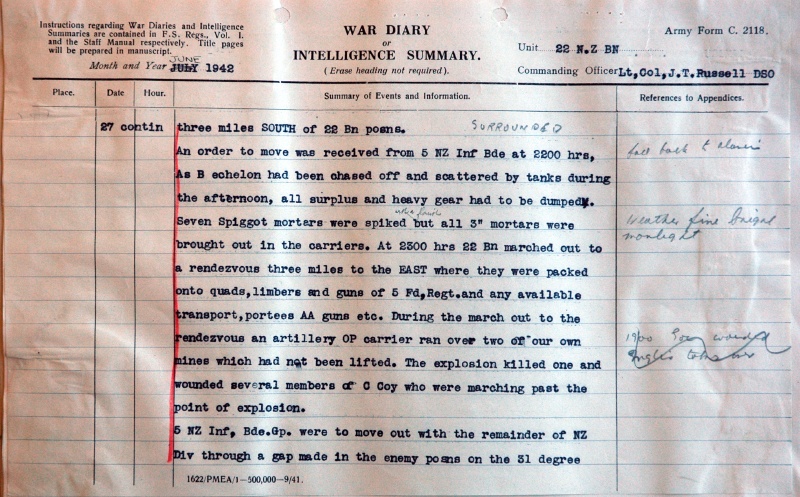 Instructions regarding War Diaries and Intelligence
Summaries are contained in F.S. Regs., Vol. I.
and the Staff Manual respectively. Title pages
will be prepared in manuscript.
JUNE
Month and Year JULY 1942
WAR DIARY
or
INTELLIGENCE SUMMARY.
(Erase heading not required).
Army Form C. 2118.
Unit 22 N.Z BN
Commanding Officer Lt,Col,J.T.Russell DSO
Place.
Date
Hour.
Summary of Events and Information.
References to Appendices.
27 contin
three miles SOUTH of 22 Bn posns. SURROUNDED
An order to move was received from 5 NZ Inf Bde at 2200 hrs,
As B echelon had been chased off and scattered by tanks during
the afternoon, all surplus and heavy gear had to be dumped.
Seven Spiggot mortars were spiked but all 3" mortars were
brought out in the carriers. At 2300 hrs 22 Bn marched out to
a rendezvous three miles to the EAST where they were packed
onto quads,limbers and guns of 5 Fd,Regt.and any available
transport,portees AA guns etc. During the march out to the
rendezvous an artillery OP carrier ran over two of our own
mines which had not been lifted. The explosion killed one and
wounded several members of C Coy who were marching past the
point of explosion.
5 NZ Inf, Bde.Gp. were to move out with the remainder of NZ
Div through a gap made in the enemy posns on the 31 degree
fall back to
Weather fine bright
moonlight
1900 wounded
Inglis takes over
1622/PMEA/1—500,000—9/41.